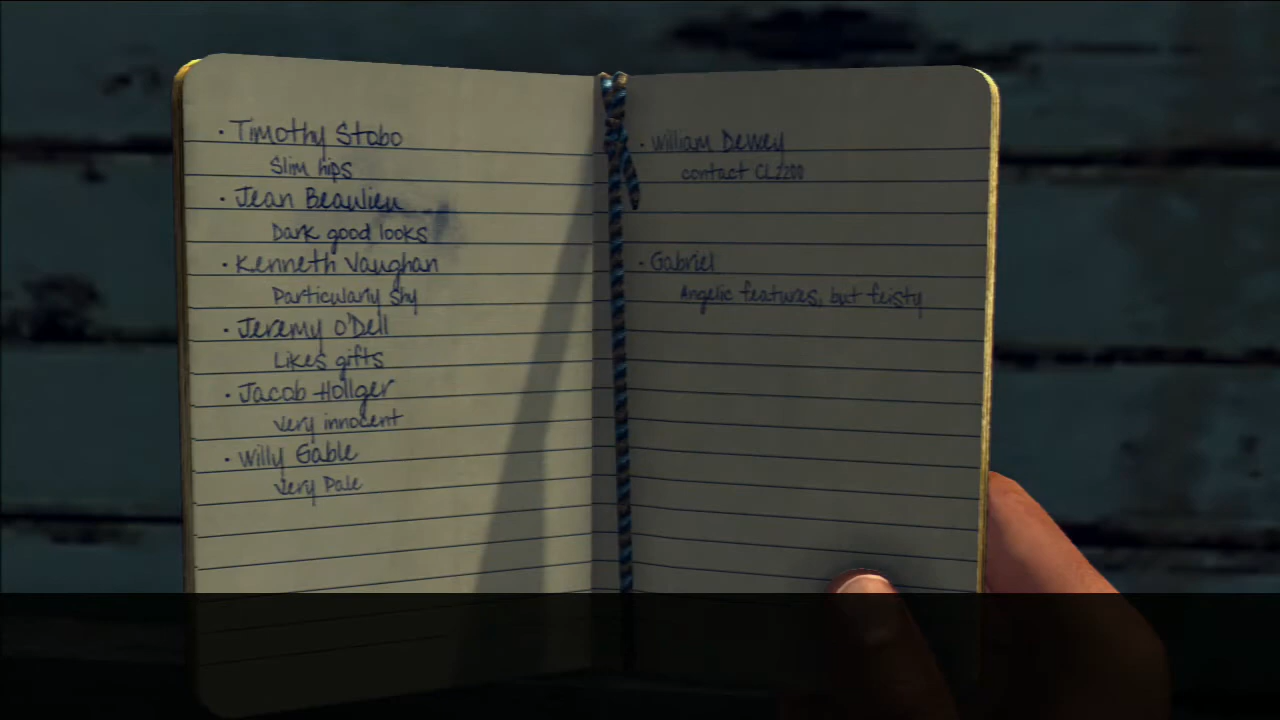 · Timothy Stobo
Slim hips
· Jean Beaulieu
Dark good looks
· Kenneth Vaughan
Particularly shy
· Jeremy O'Dell
Likes gifts
· Jacob Hollger
very innocent
· Willy Gable
very Pale
· William Dewey
contact CL2200
· Gabriel
Angelic features, but feisty